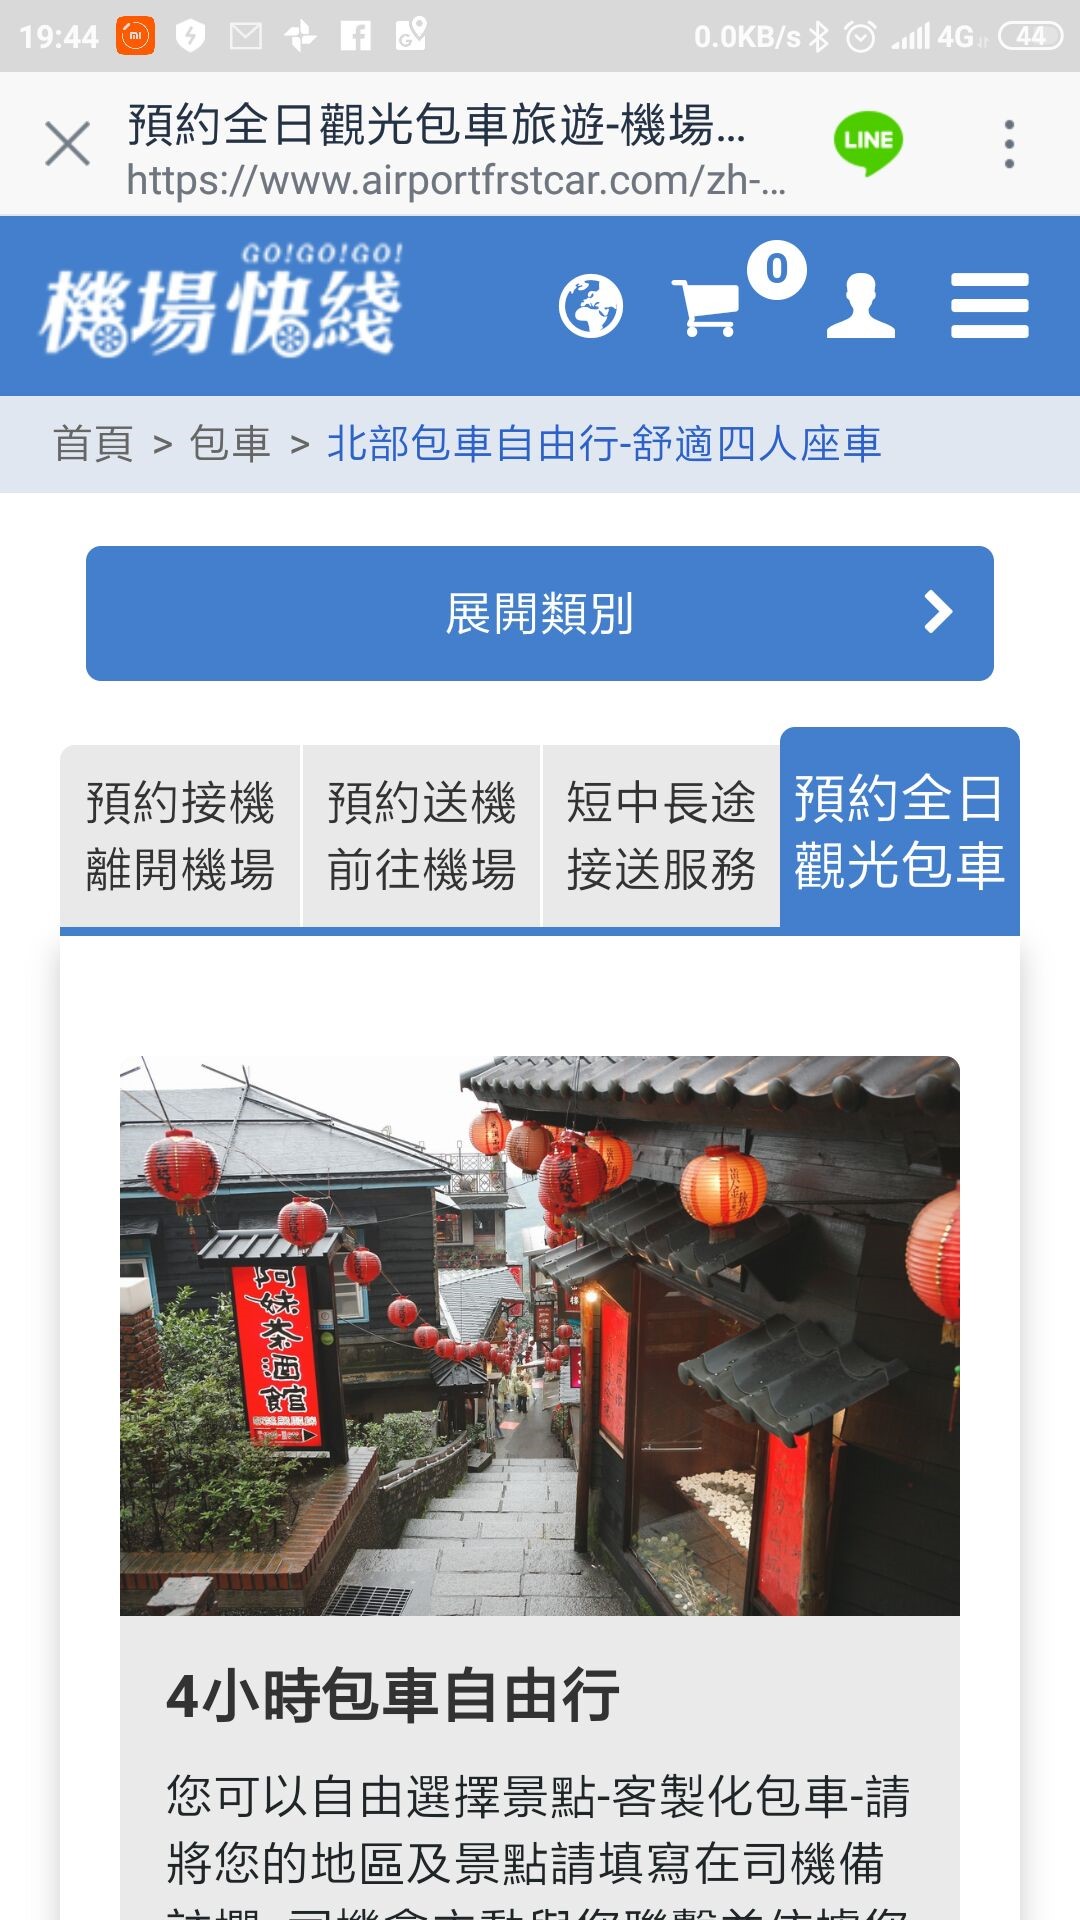 19:44
0.0KB/s 4G 44
預約全日觀光包車旅遊-機場...
https://www.airportfrstcar.com/zh-...
LINE
GO!GO!GO!
機場快綫
0
首頁 > 包車 > 北部包車自由行-舒適四人座車
展開類別
預約接機
離開機場
預約送機
前往機場
短中長途
接送服務
預約全日
觀光包車
阿妹茶酒館
4小時包車自由行
您可以自由選擇景點-客製化包車-請
將您的地區及景點請填寫在司機備